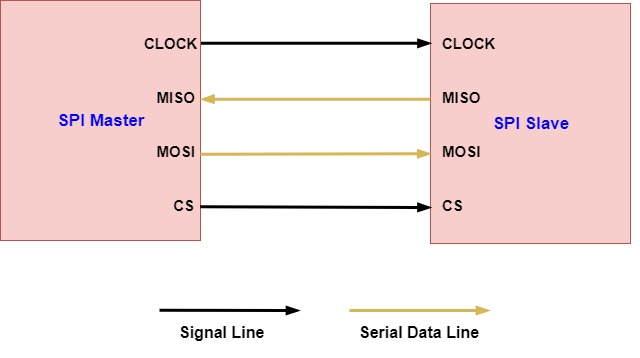 CLOCK CLOCK
MISO MISO
SPI Master SPI Slave
MOSI MOSI
CS CS
Signal Line Serial Data Line